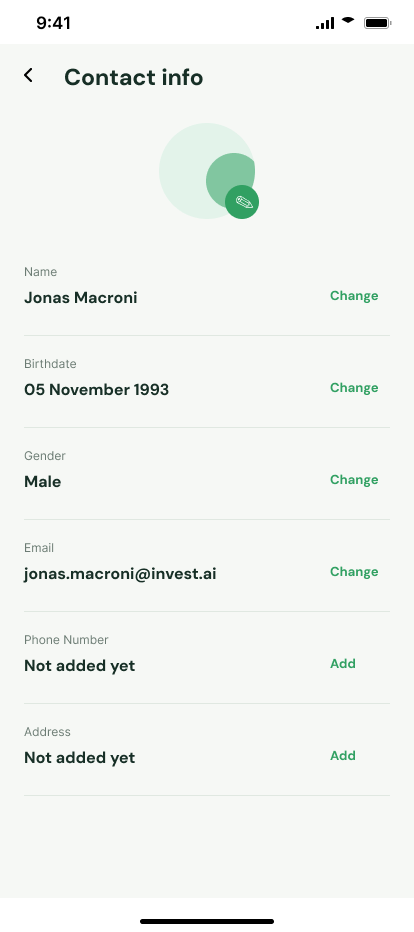 9:41
Contact info
Name
Jonas Macroni
Change
Birthdate
05 November 1993
Change
Gender
Male
Change
Email
jonas.macroni@invest.ai
Change
Phone Number
Not added yet
Add
Address
Not added yet
Add